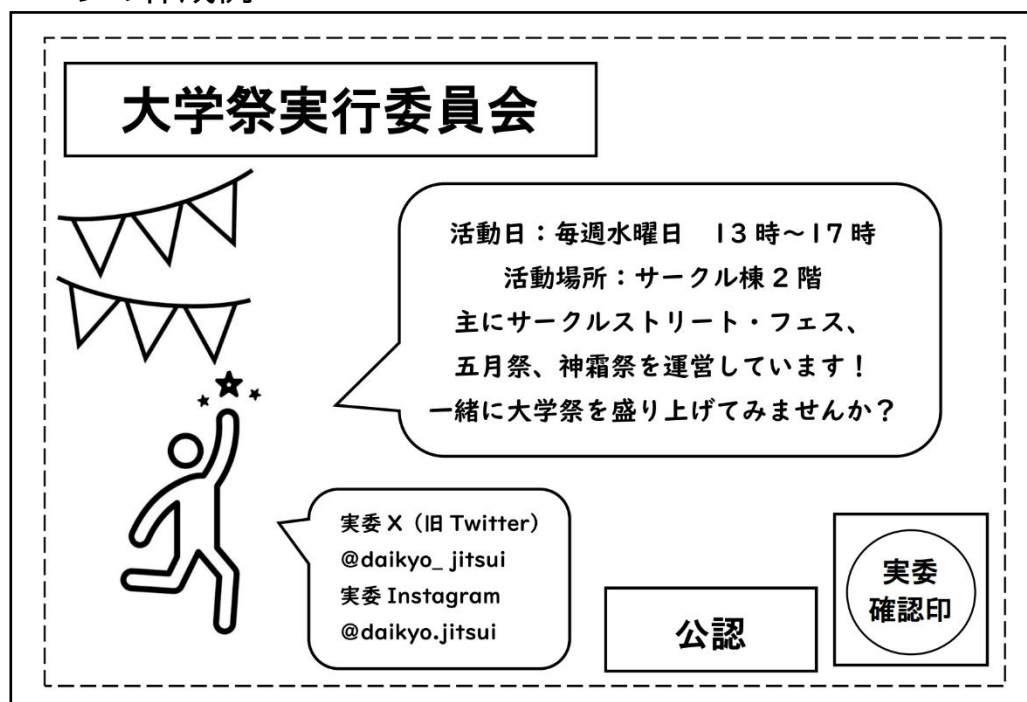 大学祭実行委員会
活動日：毎週水曜日　13時～17時
活動場所：サークル棟2階
主にサークルストリート・フェス、
五月祭、神霜祭を運営しています！
一緒に大学祭を盛り上げてみませんか？
実委X（旧Twitter）
@daikyo_ jitsui
実委Instagram
@daikyo.jitsui
公認
実委
確認印